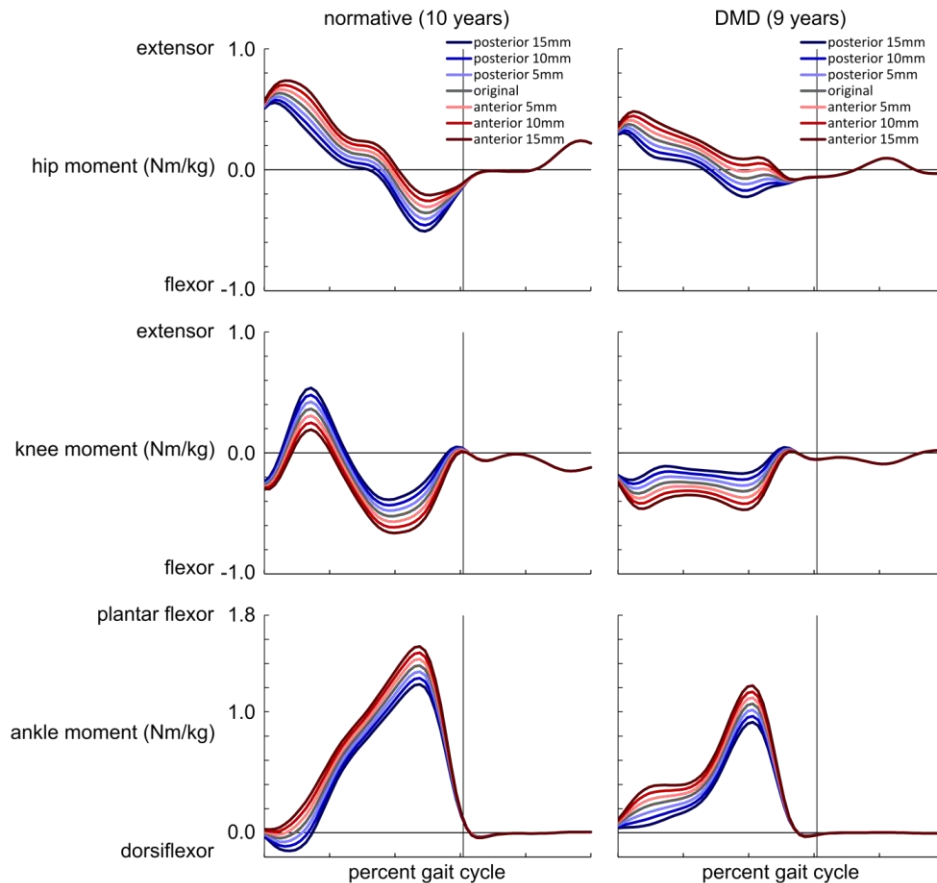 normative (10 years)
DMD (9 years)
extensor 1.0
posterior 15mm
posterior 10mm
posterior 5mm
original
anterior 5mm
anterior 10mm
anterior 15mm
posterior 15mm
posterior 10mm
posterior 5mm
original
anterior 5mm
anterior 10mm
anterior 15mm
hip moment (Nm/kg) 0.0
flexor -1.0
extensor 1.0
knee moment (Nm/kg) 0.0
flexor -1.0
plantar flexor 1.8
1.0
ankle moment (Nm/kg)
0.0
dorsiflexor
percent gait cycle
percent gait cycle